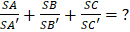 SA/SA′ + SB/SB′ + SC/SC′ = ?